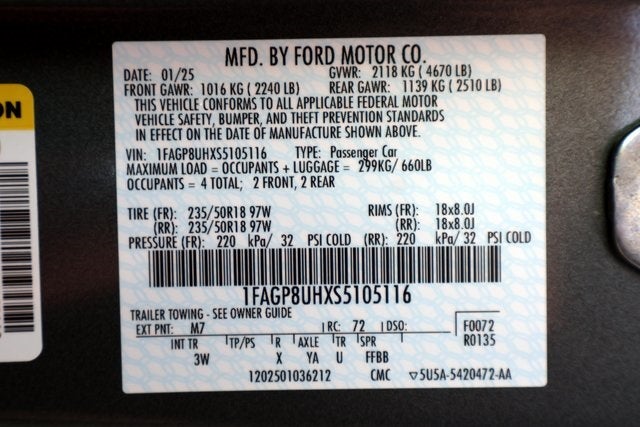 MFD. BY FORD MOTOR CO.
DATE: 01/25 GVWR: 2118 KG ( 4670 LB)
FRONT GAWR: 1016 KG ( 2240 LB) REAR GAWR: 1139 KG ( 2510 LB)
THIS VEHICLE CONFORMS TO ALL APPLICABLE FEDERAL MOTOR
VEHICLE SAFETY, BUMPER, AND THEFT PREVENTION STANDARDS
IN EFFECT ON THE DATE OF MANUFACTURE SHOWN ABOVE.
VIN: 1FAGP8UHXS5105116 TYPE: Passenger Car
MAXIMUM LOAD = OCCUPANTS + LUGGAGE = 299KG/ 660LB
OCCUPANTS = 4 TOTAL; 2 FRONT, 2 REAR
TIRE (FR): 235/50R18 97W RIMS (FR): 18x8.0J
(RR): 235/50R18 97W (RR): 18x8.0J
PRESSURE (FR): 220 kPa/ 32 PSI COLD (RR): 220 kPa/ 32 PSI COLD
1FAGP8UHXS5105116
TRAILER TOWING - SEE OWNER GUIDE
EXT PNT: M7 RC: 72 DSO: F0072
R0135
INT TR TP/PS R AXLE TR SPR
3W X YA U FFBB
1202501036212 CMC ▽5U5A-5420472-AA
ON